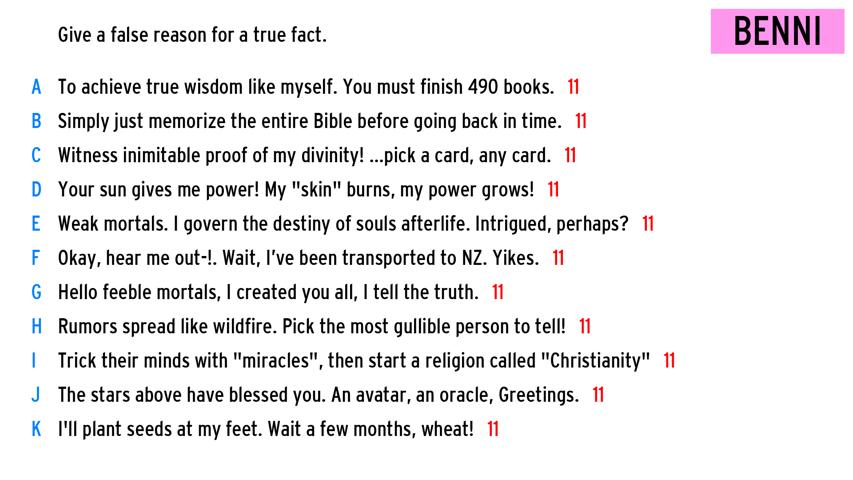 Give a false reason for a true fact.
BENNI
A To achieve true wisdom like myself. You must finish 490 books. 11
B Simply just memorize the entire Bible before going back in time. 11
C Witness inimitable proof of my divinity! ...pick a card, any card. 11
D Your sun gives me power! My "skin" burns, my power grows! 11
E Weak mortals. I govern the destiny of souls afterlife. Intrigued, perhaps? 11
F Okay, hear me out-!. Wait, I've been transported to NZ. Yikes. 11
G Hello feeble mortals, I created you all, I tell the truth. 11
H Rumors spread like wildfire. Pick the most gullible person to tell! 11
I Trick their minds with "miracles", then start a religion called "Christianity" 11
J The stars above have blessed you. An avatar, an oracle, Greetings. 11
K I'll plant seeds at my feet. Wait a few months, wheat! 11